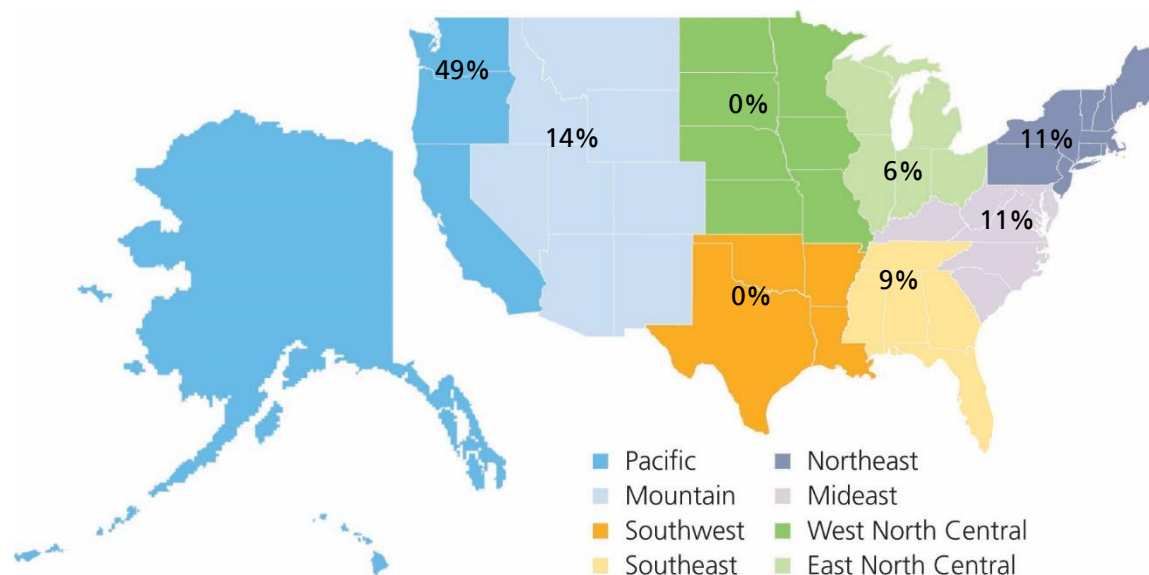 49%
0%
14%
11%
6%
11%
9%
0%
Pacific
Northeast
Mountain
Mideast
Southwest
West North Central
Southeast
East North Central